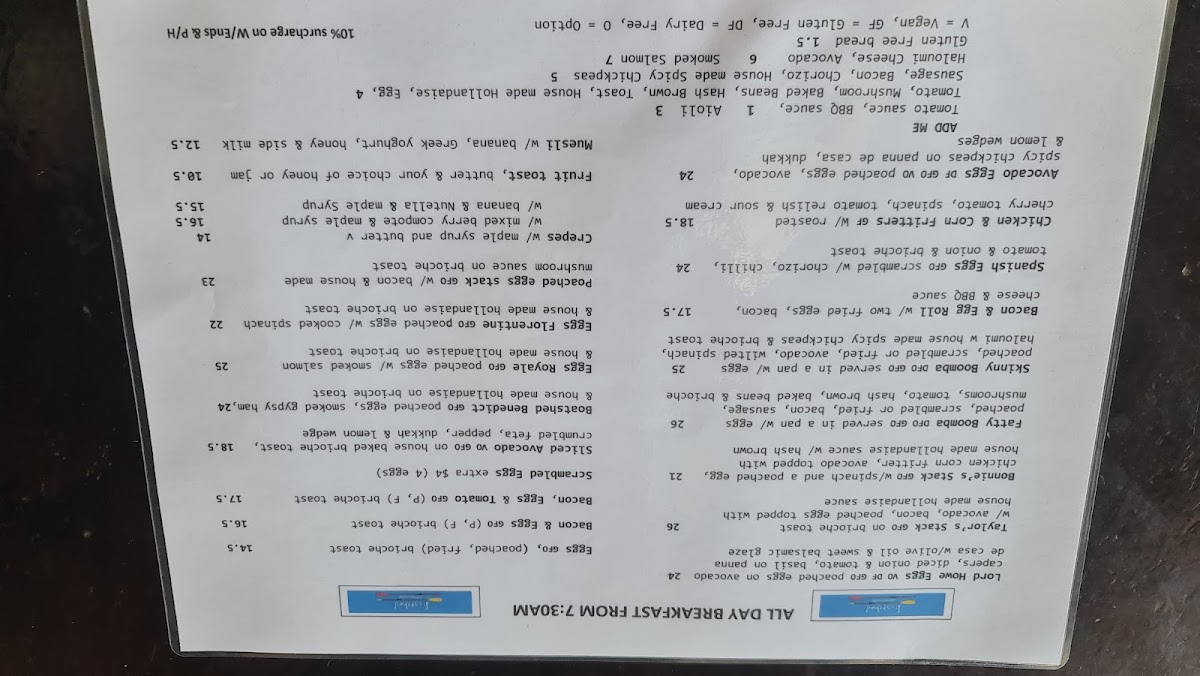 ALL DAY BREAKFAST FROM 7:30AM
Lord Howe Eggs VO DF GFO poached eggs on avocado 24
capers, diced onion & tomato, basil on panna
de casa w/olive oil & sweet balsamic glaze
Taylor's Stack GFO on brioche toast 26
w/ avocado, bacon, poached eggs topped with
house made hollandaise sauce
Bonnie's Stack GFO w/spinach and a poached egg, 21
chicken corn fritter, avocado topped with
house made hollandaise sauce w/ hash brown
Fatty Boomba DFO GFO served in a pan w/ eggs 26
poached, scrambled or fried, bacon, sausage,
mushrooms, tomato, hash brown, baked beans & brioche
Skinny Boomba DFO GFO served in a pan w/ eggs 25
poached, scrambled or fried, avocado, wilted spinach,
haloumi w house made spicy chickpeas & brioche toast
Bacon & Egg Roll w/ two fried eggs, bacon, 17.5
cheese & BBQ sauce
Spanish Eggs GFO scrambled w/ chorizo, chilli, 24
tomato & onion & brioche toast
Chicken & Corn Fritters GF W/ roasted 18.5
cherry tomato, spinach, tomato relish & sour cream
Avocado Eggs DF GFO VO poached eggs, avocado, 24
spicy chickpeas on panna de casa, dukkah
& lemon wedges
Eggs GFO, (poached, fried) brioche toast 14.5
Bacon & Eggs GFO (P, F) brioche toast 16.5
Bacon, Eggs & Tomato GFO (P, F) brioche toast 17.5
Scrambled Eggs extra $4 (4 eggs)
Sliced Avocado VO GFO on house baked brioche toast, 18.5
crumbled feta, pepper, dukkah & lemon wedge
Boatshed Benedict GFO poached eggs, smoked gypsy ham,24
& house made hollandaise on brioche toast
Eggs Royale GFO poached eggs w/ smoked salmon 25
& house made hollandaise on brioche toast
Eggs Florentine GFO poached eggs w/ cooked spinach 22
& house made hollandaise on brioche toast
Poached eggs stack GFO w/ bacon & house made 23
mushroom sauce on brioche toast
Crepes w/ maple syrup and butter v 14
w/ mixed berry compote & maple syrup 16.5
w/ banana & Nutella & maple Syrup 15.5
Fruit toast, butter & your choice of honey or jam 10.5
Muesli w/ banana, Greek yoghurt, honey & side milk 12.5
ADD ME
Tomato sauce, BBQ sauce, 1 Aioli 3
Tomato, Mushroom, Baked Beans, Hash Brown, Toast, House made Hollandaise, Egg, 4
Sausage, Bacon, Chorizo, House made Spicy Chickpeas 5
Haloumi Cheese, Avocado 6 Smoked Salmon 7
Gluten Free bread 1.5
V = Vegan, GF = Gluten Free, DF = Dairy Free, O = Option
10% surcharge on W/Ends & P/H